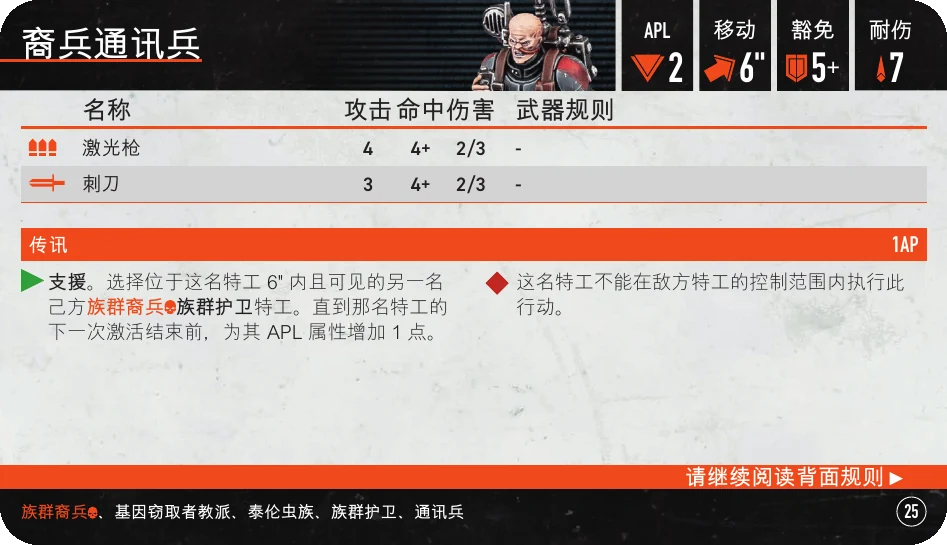 裔兵通讯兵
APL 移动 豁免 耐伤
2 6" 5+ 7
名称 攻击 命中 伤害 武器规则
激光枪 4 4+ 2/3 -
刺刀 3 4+ 2/3 -
传讯 1AP
支援。选择位于这名特工 6" 内且可见的另一名
己方族群裔兵族群护卫特工。直到那名特工的
下一次激活结束前，为其 APL 属性增加 1 点。
这名特工不能在敌方特工的控制范围内执行此
行动。
请继续阅读背面规则
族群裔兵、基因窃取者教派、泰伦虫族、族群护卫、通讯兵
25